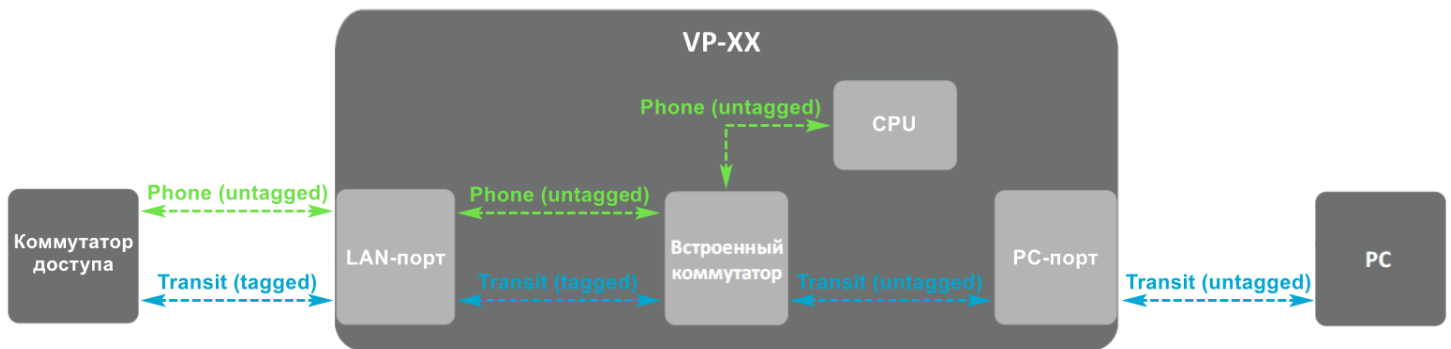 VP-XX
Phone (untagged)
CPU
Phone (untagged)
Phone (untagged)
Коммутатор
доступа
LAN-порт
Встроенный
коммутатор
PC-порт
PC
Transit (tagged)
Transit (tagged)
Transit (untagged)
Transit (untagged)